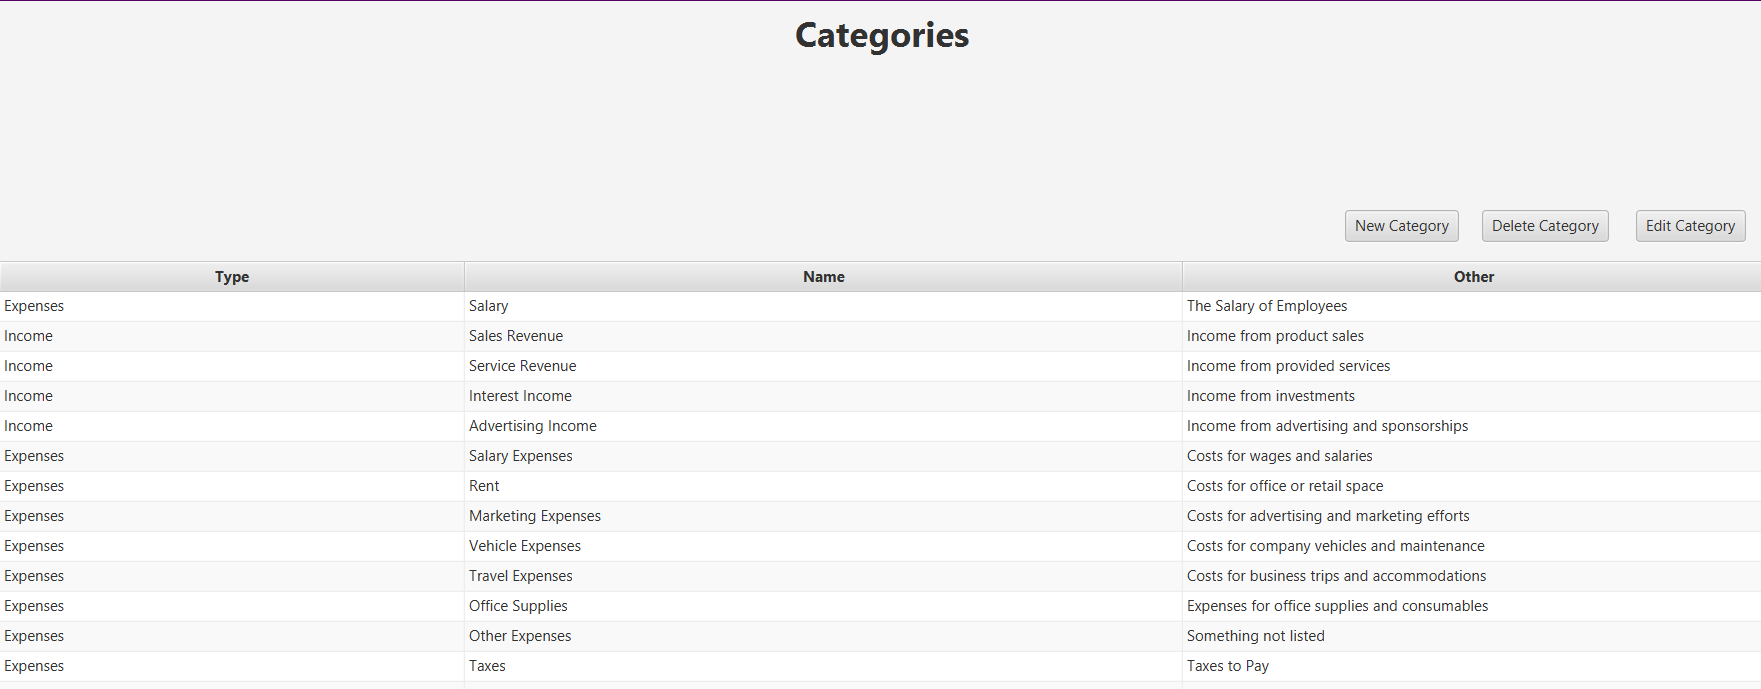 Categories
New Category Delete Category Edit Category
Type Name Other
Expenses Salary The Salary of Employees
Income Sales Revenue Income from product sales
Income Service Revenue Income from provided services
Income Interest Income Income from investments
Income Advertising Income Income from advertising and sponsorships
Expenses Salary Expenses Costs for wages and salaries
Expenses Rent Costs for office or retail space
Expenses Marketing Expenses Costs for advertising and marketing efforts
Expenses Vehicle Expenses Costs for company vehicles and maintenance
Expenses Travel Expenses Costs for business trips and accommodations
Expenses Office Supplies Expenses for office supplies and consumables
Expenses Other Expenses Something not listed
Expenses Taxes Taxes to Pay